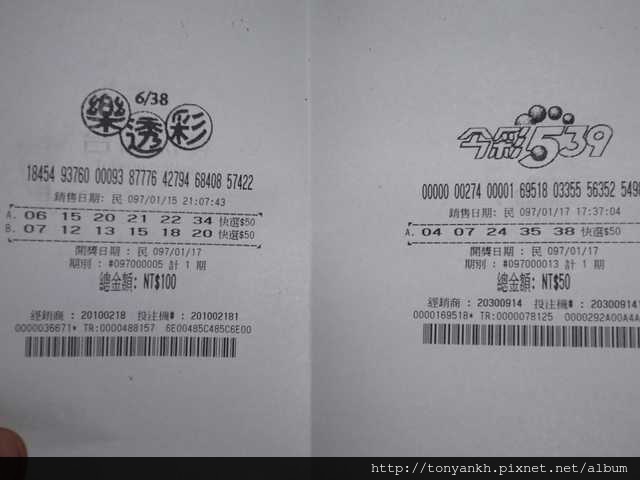 6/38
樂透彩
18454 93760 00093 87776 42794 68408 57422
銷售日期: 民 097/01/15 21:07:43
A. 06 15 20 21 22 34 快選$50
B. 07 12 13 15 18 20 快選$50
開獎日期 : 民 097/01/17
期別 : #097000005 計 1 期
總金額: NT$100
經銷商 : 20100218 投注機# : 201002181
0000036671* TR:0000488157 6E00485C485C6E00
今彩539
00000 00274 00001 69518 03355 56352 5498
銷售日期: 民 097/01/17 17:37:04
A. 04 07 24 35 38 快選$50
開獎日期 : 民 097/01/17
期別 : #097000013 計 1 期
總金額: NT$50
經銷商 : 20300914 投注機# : 20300914
0000169518* TR:0000078125 0000292A00A4A
http://tonyankh.pixnet.net/album